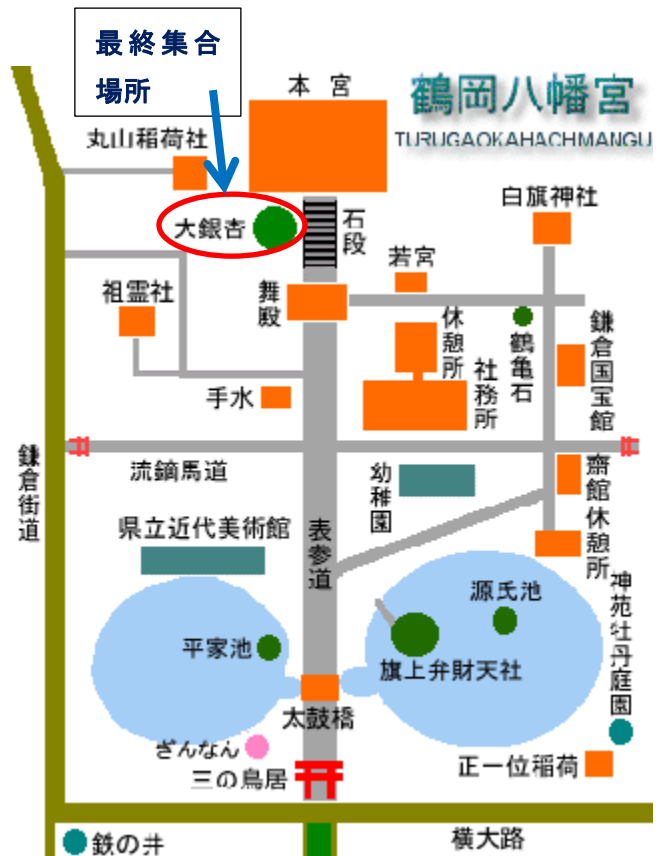 最終集合
場所
本宮
鶴岡八幡宮
TURUGAOKAHACHMANGU
丸山稲荷社
白旗神社
大銀杏
石段
若宮
祖霊社
舞殿
休憩所
鶴亀石
鎌倉国宝館
社務所
手水
鎌倉街道
流鏑馬道
幼稚園
齋館
休憩所
県立近代美術館
表参道
源氏池
神苑牡丹庭園
平家池
旗上弁財天社
太鼓橋
ぎんなん
三の鳥居
正一位稲荷
鉄の井
横大路